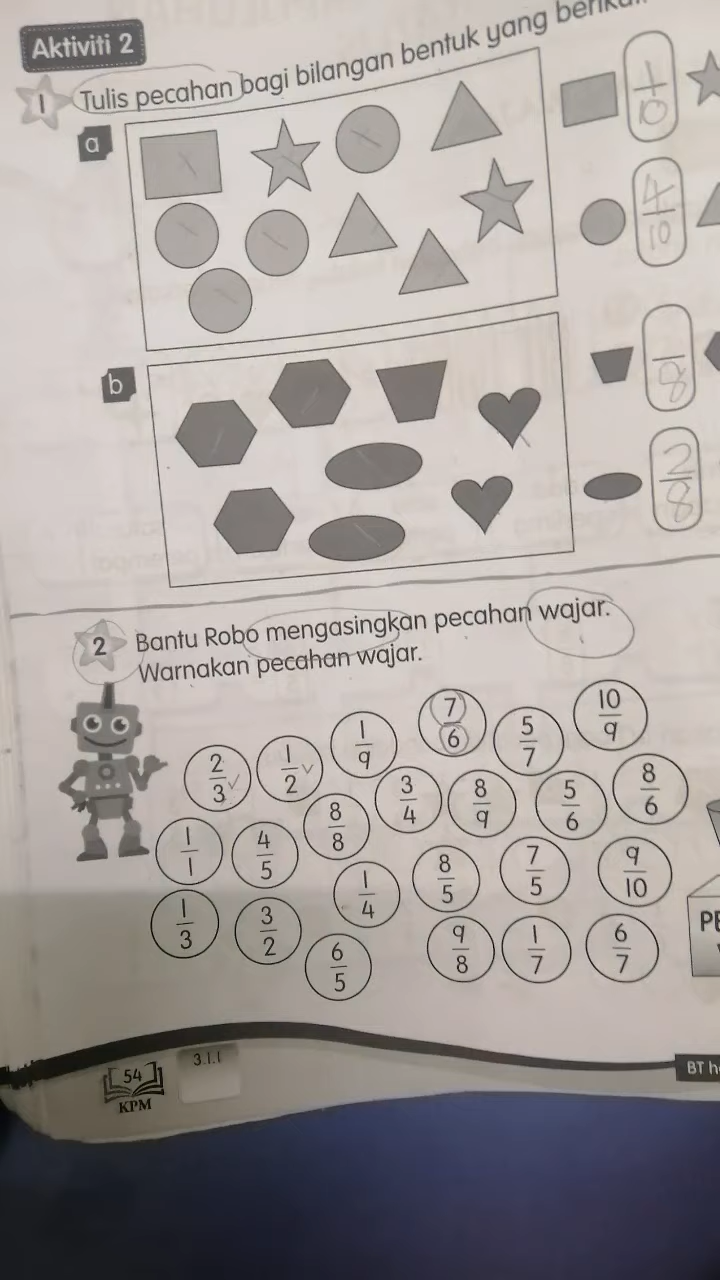 Aktiviti 2
1 Tulis pecahan bagi bilangan bentuk yang
a
1/10
4/10
b
1/8
2/8
2 Bantu Robo mengasingkan pecahan wajar.
Warnakan pecahan wajar.
2/3 1/2 1/9 7/6 5/7 10/9
1/1 4/5 8/8 3/4 8/9 5/6 8/6
1/3 3/2 1/4 8/5 7/5 9/10
6/5 9/8 1/7 6/7
54
KPM
3.1.1
BT